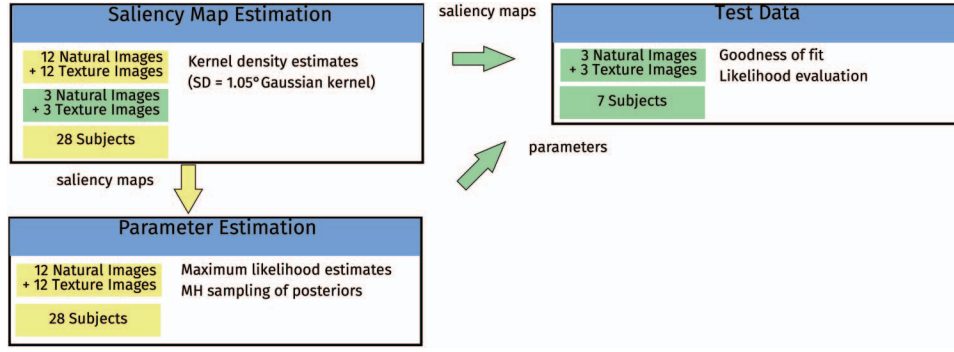 Saliency Map Estimation
12 Natural Images
+ 12 Texture Images
3 Natural Images
+ 3 Texture Images
28 Subjects
Kernel density estimates
(SD = 1.05° Gaussian kernel)
saliency maps
Test Data
3 Natural Images
+ 3 Texture Images
7 Subjects
Goodness of fit
Likelihood evaluation
saliency maps
parameters
Parameter Estimation
12 Natural Images
+ 12 Texture Images
28 Subjects
Maximum likelihood estimates
MH sampling of posteriors